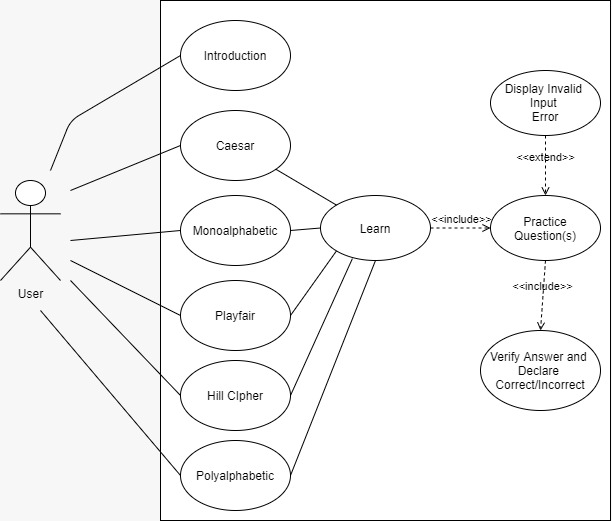 Introduction
Caesar
Monoalphabetic
Playfair
Hill CIpher
Polyalphabetic
User
Learn
<<include>>
Display Invalid
Input
Error
<<extend>>
Practice
Question(s)
<<include>>
Verify Answer and
Declare
Correct/Incorrect